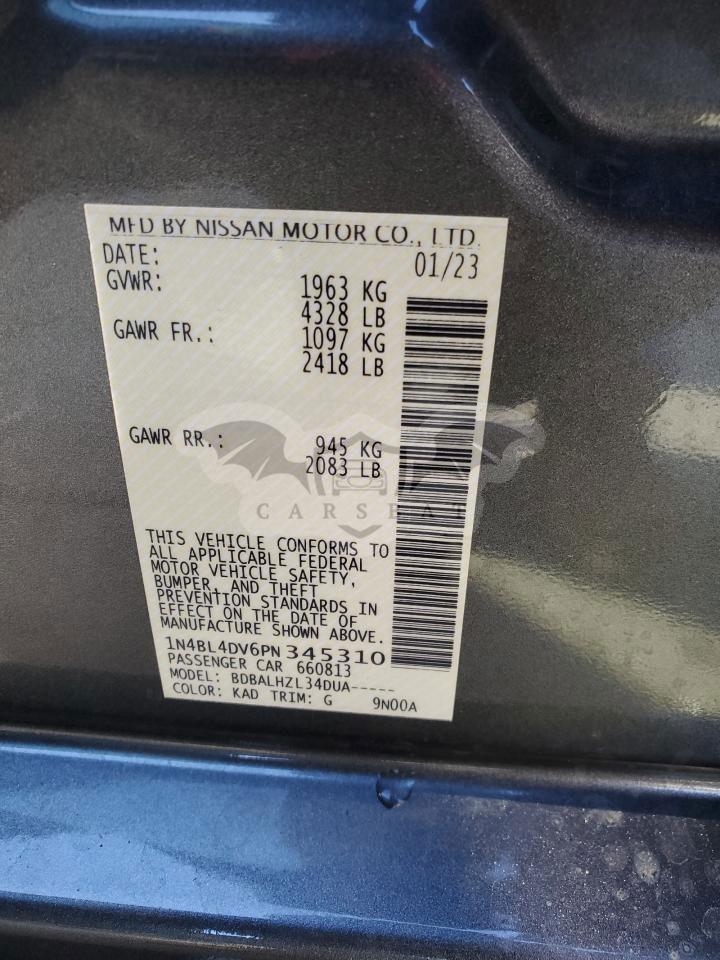 MFD BY NISSAN MOTOR CO., LTD.
DATE: 01/23
GVWR: 1963 KG
4328 LB
GAWR FR.: 1097 KG
2418 LB
GAWR RR.: 945 KG
2083 LB
CARSEAT
THIS VEHICLE CONFORMS TO
ALL APPLICABLE FEDERAL
MOTOR VEHICLE SAFETY,
BUMPER, AND THEFT
PREVENTION STANDARDS IN
EFFECT ON THE DATE OF
MANUFACTURE SHOWN ABOVE.
1N4BL4DV6PN345310
PASSENGER CAR 660813
MODEL: BDBALHZL34DUA-----
COLOR: KAD TRIM: G 9N00A